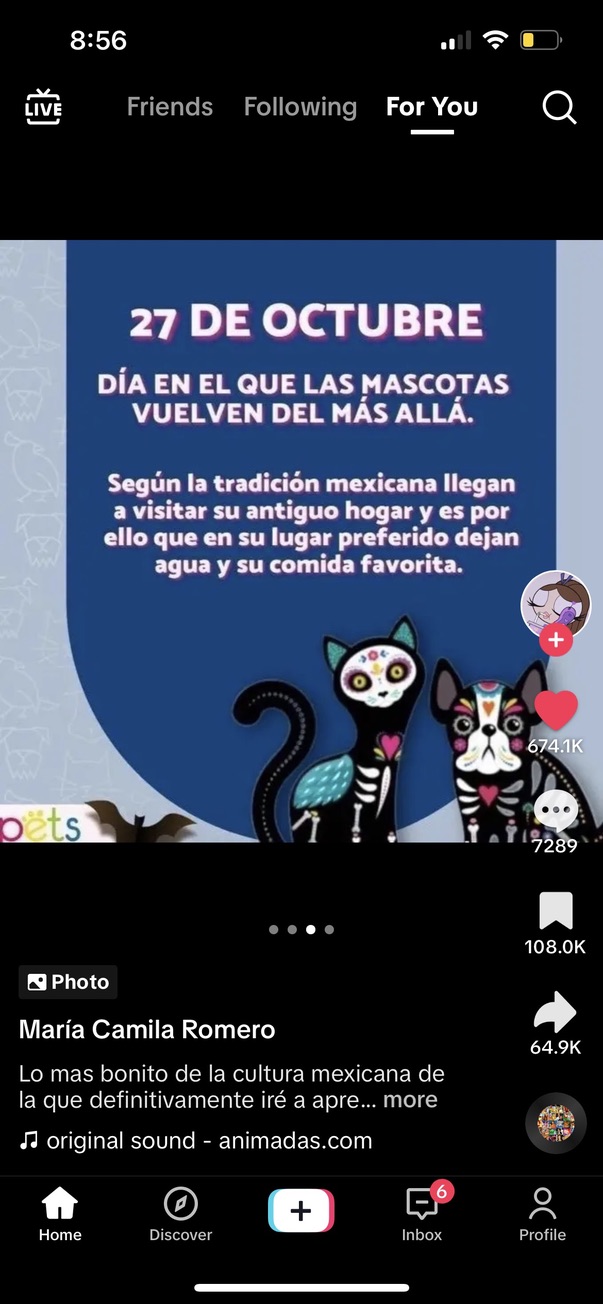 8:56
LIVE
Friends Following For You
27 DE OCTUBRE
DÍA EN EL QUE LAS MASCOTAS
VUELVEN DEL MÁS ALLÁ.
Según la tradición mexicana llegan
a visitar su antiguo hogar y es por
ello que en su lugar preferido dejan
agua y su comida favorita.
674.1K
7289
pets
108.0K
Photo
64.9K
María Camila Romero
Lo mas bonito de la cultura mexicana de
la que definitivamente iré a apre... more
original sound - animadas.com
6
Home Discover Inbox Profile